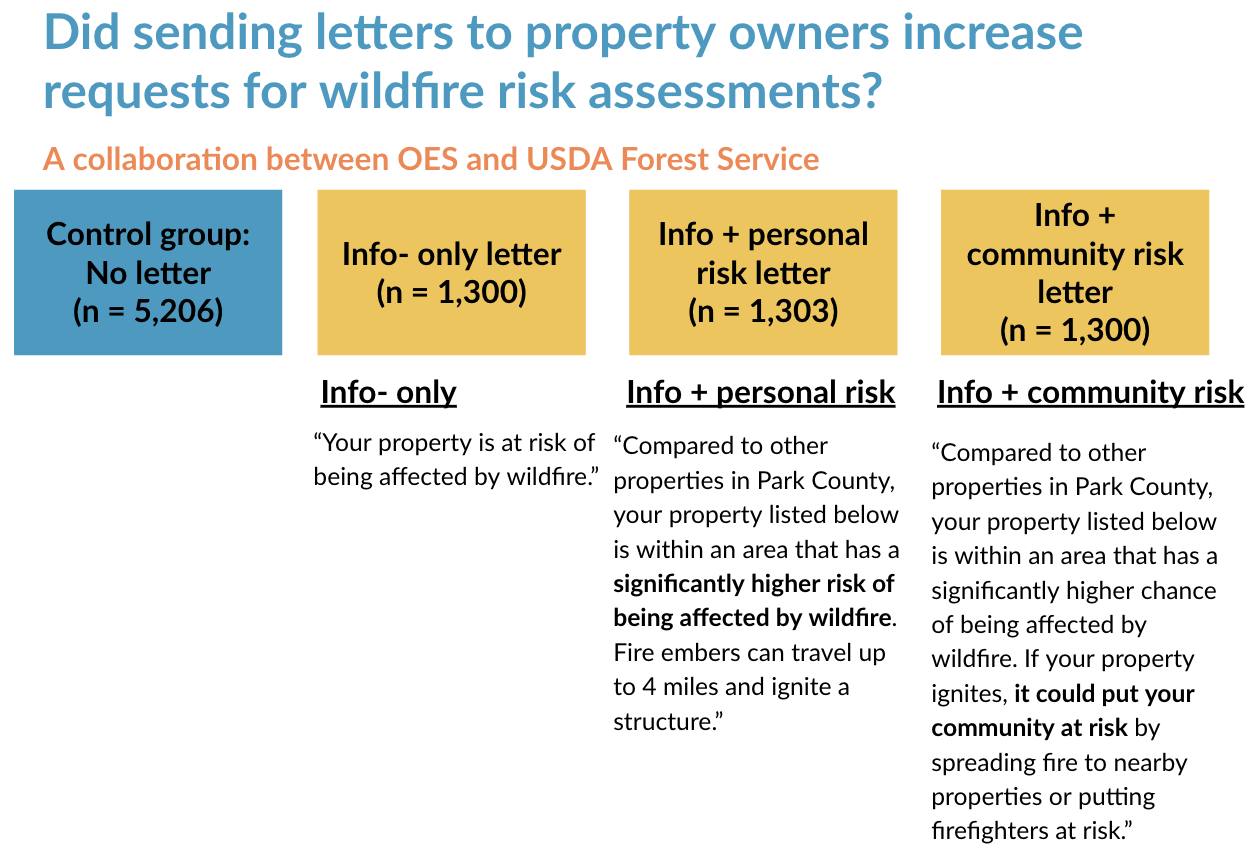 Did sending letters to property owners increase
requests for wildfire risk assessments?
A collaboration between OES and USDA Forest Service
Control group:
No letter
(n = 5,206)
Info- only letter
(n = 1,300)
Info + personal
risk letter
(n = 1,303)
Info +
community risk
letter
(n = 1,300)
Info- only
“Your property is at risk of
being affected by wildfire.”
Info + personal risk
“Compared to other
properties in Park County,
your property listed below
is within an area that has a
significantly higher risk of
being affected by wildfire.
Fire embers can travel up
to 4 miles and ignite a
structure.”
Info + community risk
“Compared to other
properties in Park County,
your property listed below
is within an area that has a
significantly higher chance
of being affected by
wildfire. If your property
ignites, it could put your
community at risk by
spreading fire to nearby
properties or putting
firefighters at risk.”